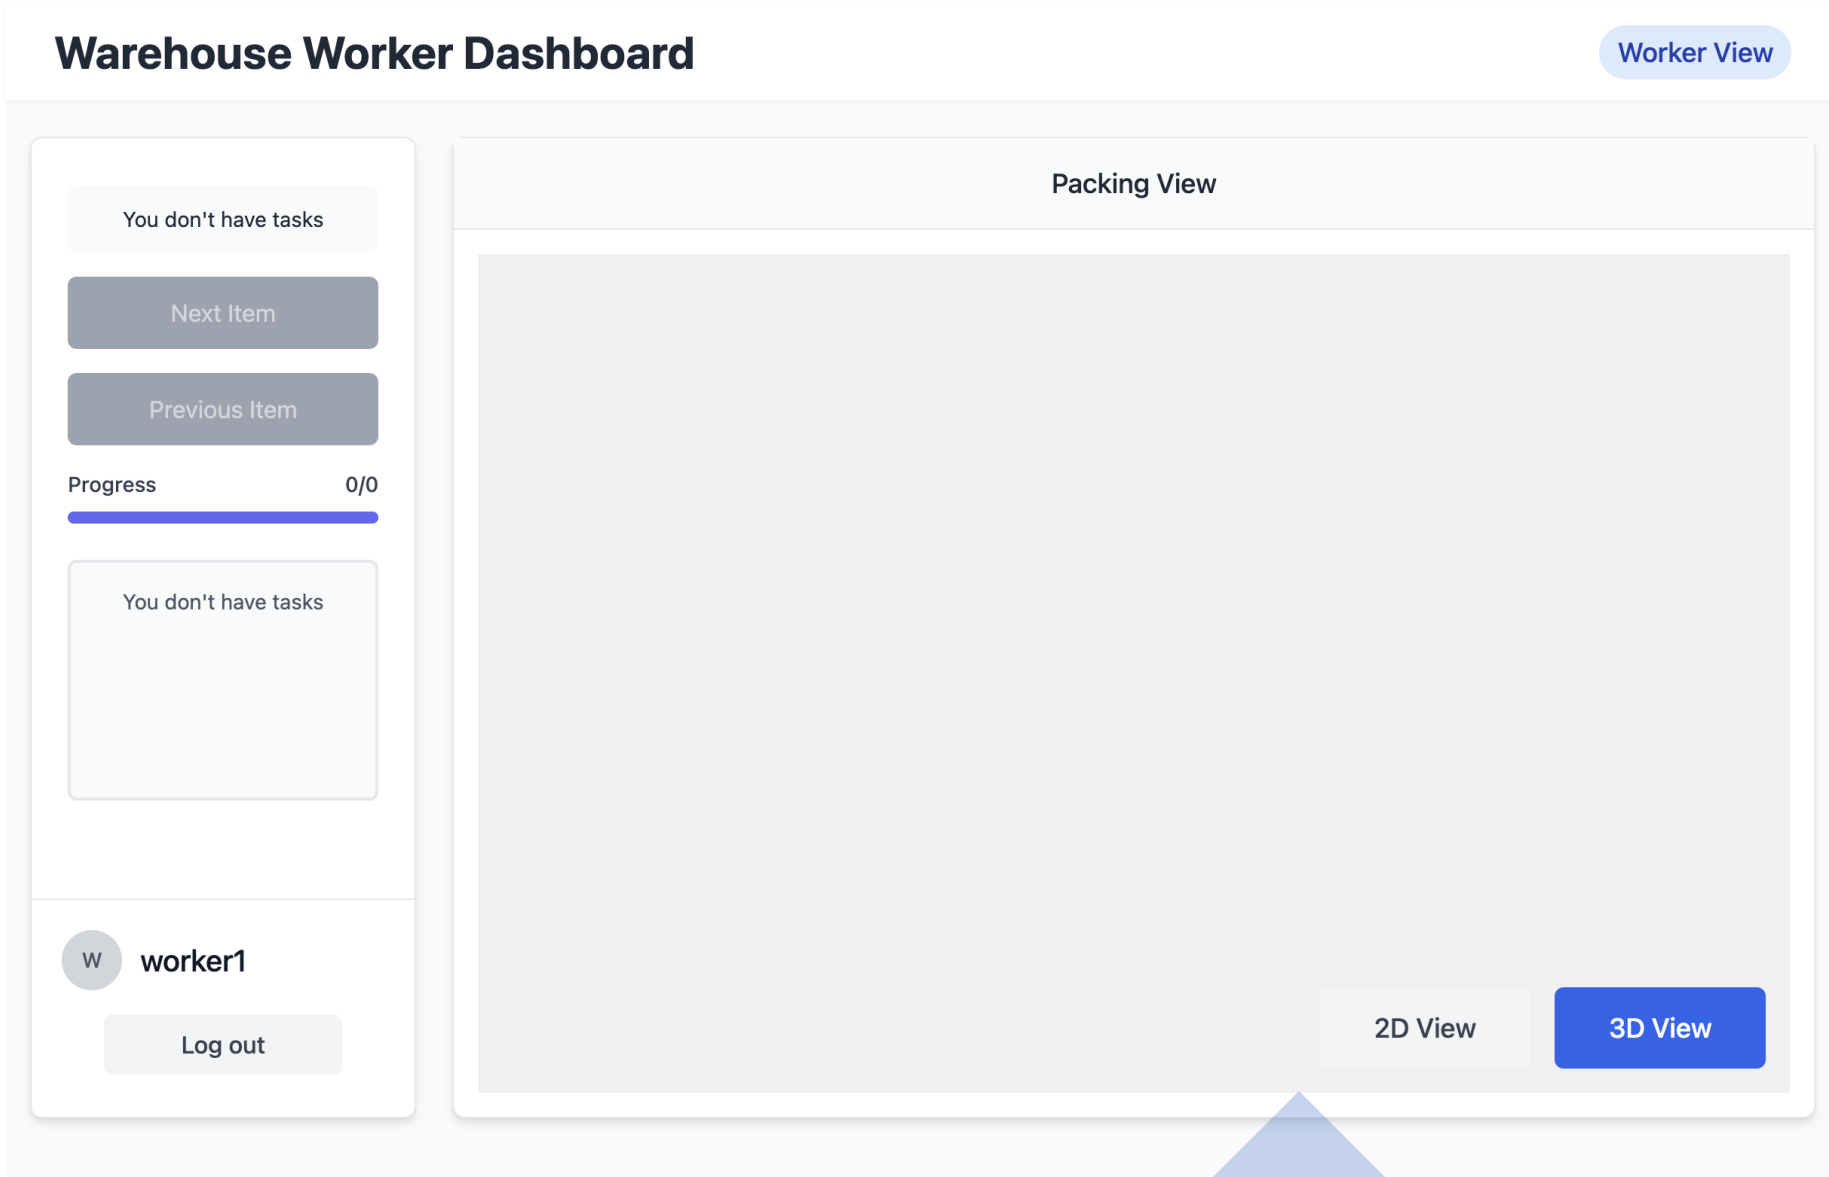 Warehouse Worker Dashboard
Worker View
You don't have tasks
Next Item
Previous Item
Progress 0/0
You don't have tasks
W worker1
Log out
Packing View
2D View
3D View